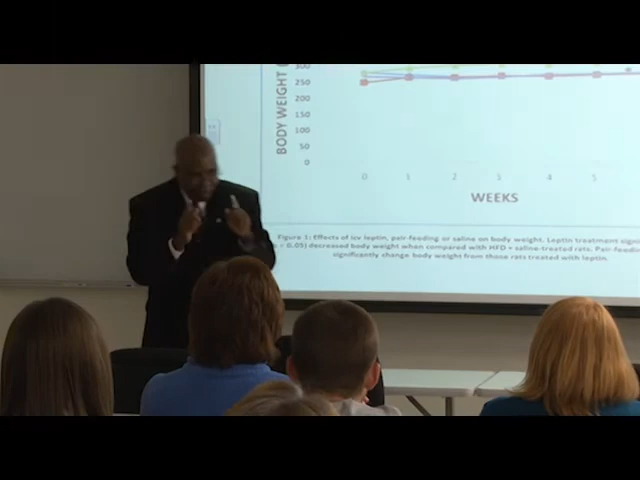 BODY WEIGHT
300
250
200
150
100
50
0
0 1 2 3 4 5
WEEKS
Figure 1: Effects of icv leptin, pair-feeding or saline on body weight. Leptin treatment
0.05) decreased body weight when compared with HFD + saline-treated rats.
significantly change body weight from those rats treated with leptin.